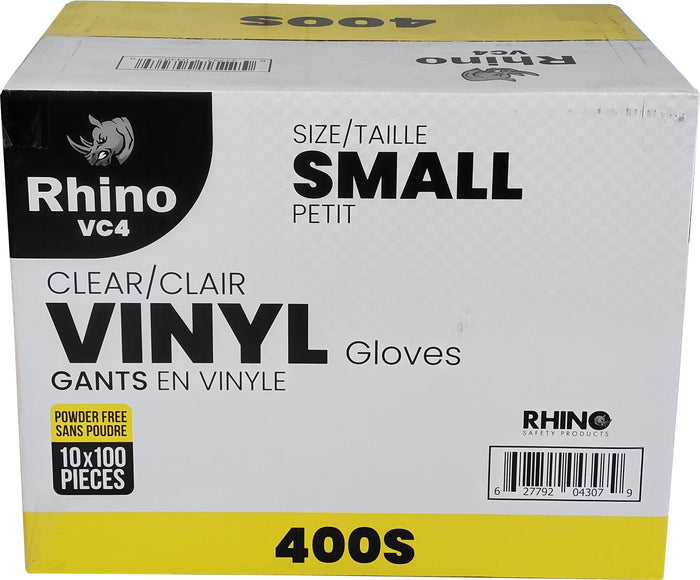 400S
Rhino
VC4
Rhino
VC4
SIZE/TAILLE
SMALL
PETIT
CLEAR/CLAIR
VINYL Gloves
GANTS EN VINYLE
POWDER FREE
SANS POUDRE
10x100
PIECES
RHINO
SAFETY PRODUCTS
6 27792 04307 9
400S